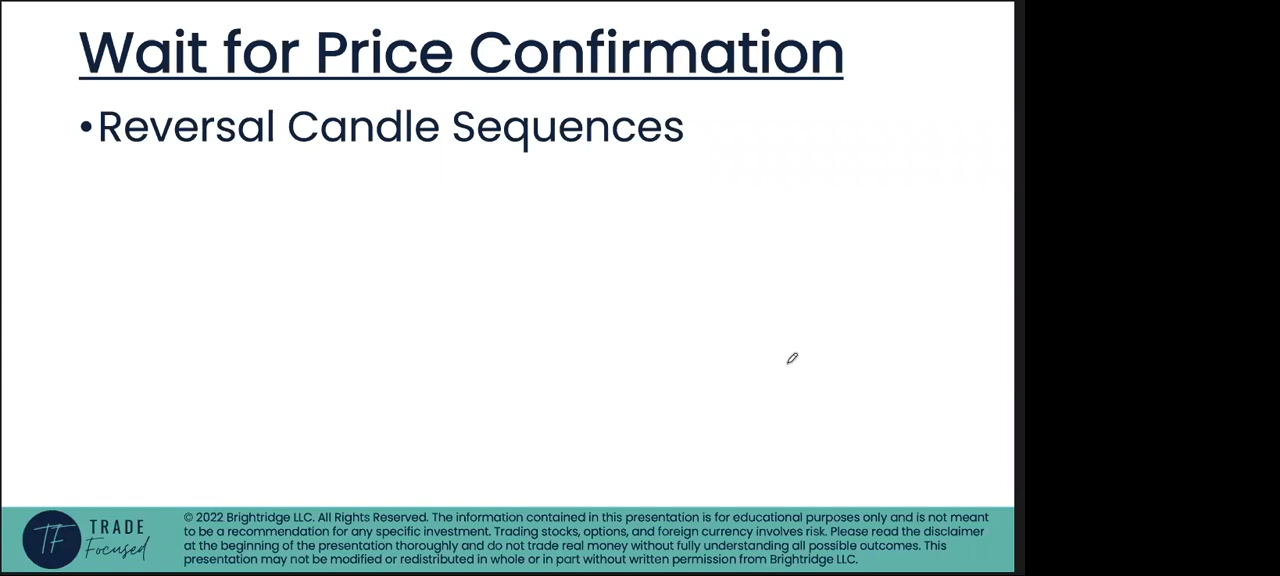 Wait for Price Confirmation
•Reversal Candle Sequences
TF
TRADE
Focused
© 2022 Brightridge LLC. All Rights Reserved. The information contained in this presentation is for educational purposes only and is not meant
to be a recommendation for any specific investment. Trading stocks, options, and foreign currency involves risk. Please read the disclaimer
at the beginning of the presentation thoroughly and do not trade real money without fully understanding all possible outcomes. This
presentation may not be modified or redistributed in whole or in part without written permission from Brightridge LLC.